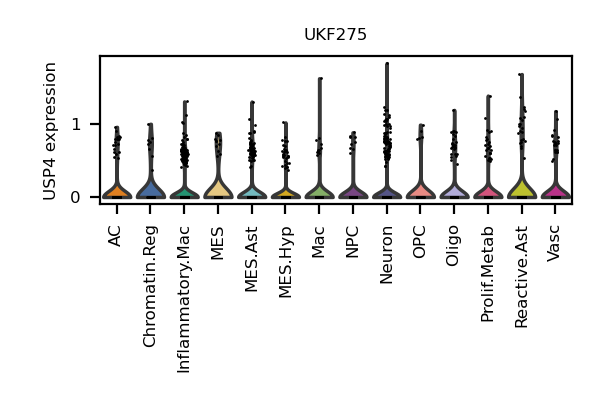 UKF275
USP4 expression
1
0
AC
Chromatin.Reg
Inflammatory.Mac
MES
MES.Ast
MES.Hyp
Mac
NPC
Neuron
OPC
Oligo
Prolif.Metab
Reactive.Ast
Vasc